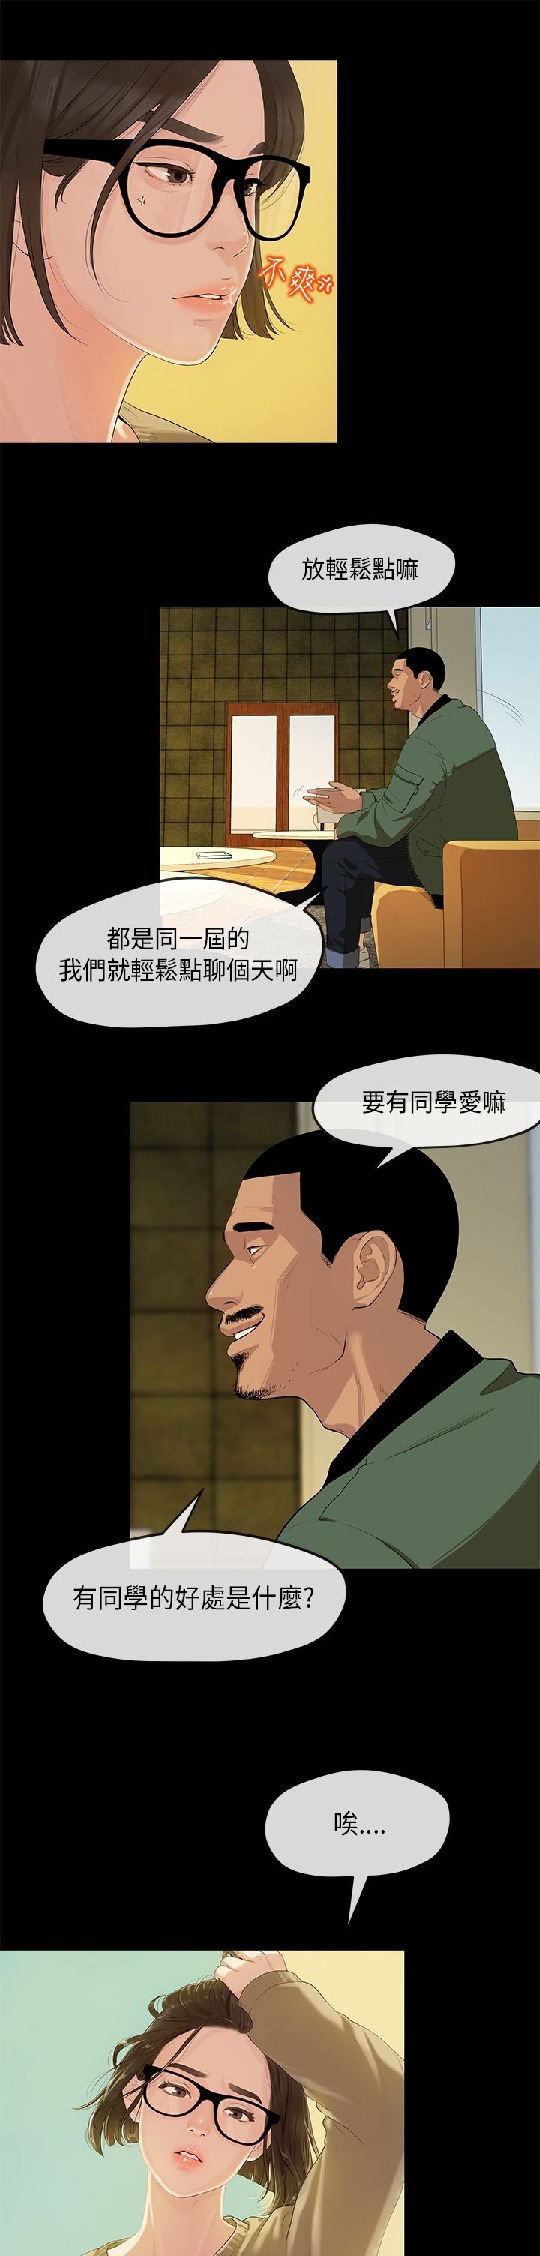 不爽
放輕鬆點嘛
都是同一屆的
我們就輕鬆點聊個天啊
要有同學愛嘛
有同學的好處是什麼?
唉....